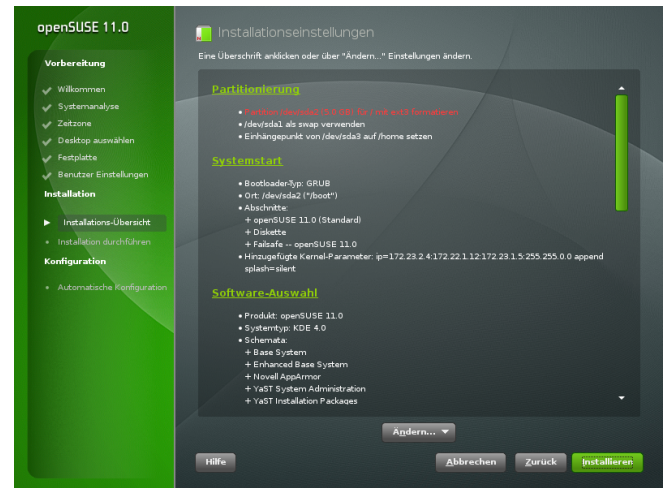 openSUSE 11.0
Vorbereitung
Willkommen
Systemanalyse
Zeitzone
Desktop auswählen
Festplatte
Benutzer Einstellungen
Installation
Installations-Übersicht
Installation durchführen
Konfiguration
Automatische Konfiguration
Installationseinstellungen
Eine Überschrift anklicken oder über "Ändern..." Einstellungen ändern.
Partitionierung
• /dev/sda1 als swap verwenden
• Einhängepunkt von /dev/sda3 auf /home setzen
Systemstart
• Bootloader-Typ: GRUB
• Ort: /dev/sda2 ("/boot")
• Abschnitte:
+ openSUSE 11.0 (Standard)
+ Diskette
+ Failsafe -- openSUSE 11.0
• Hinzugefügte Kernel-Parameter: ip=172.23.2.4:172.22.1.12:172.23.1.5:255.255.0.0 append
splash=silent
Software-Auswahl
• Produkt: openSUSE 11.0
• Systemtyp: KDE 4.0
• Schemata:
+ Base System
+ Enhanced Base System
+ Novell AppArmor
+ YaST System Administration
+ YaST Installation Packages
Ändern...
Hilfe
Abbrechen
Zurück
Installieren